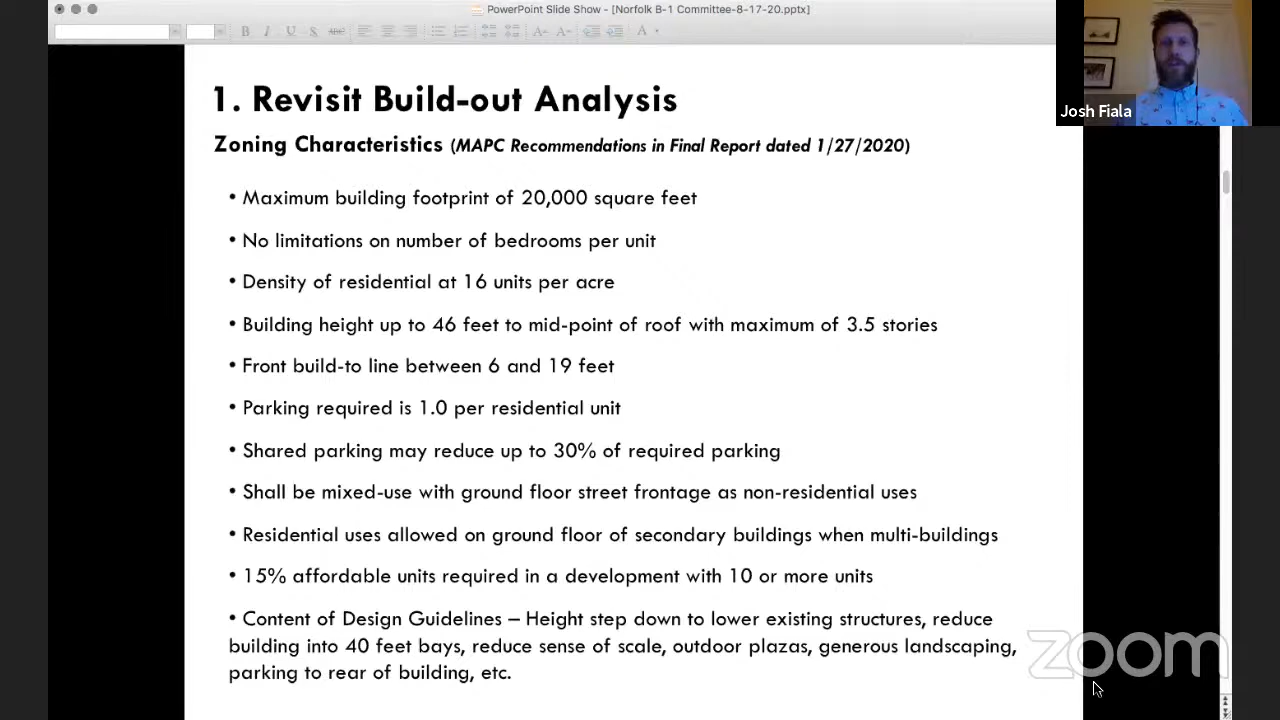 PowerPoint Slide Show - [Norfolk B-1 Committee-8-17-20.pptx]
B I U S abc A A A
Josh Fiala
1. Revisit Build-out Analysis
Zoning Characteristics (MAPC Recommendations in Final Report dated 1/27/2020)
• Maximum building footprint of 20,000 square feet
• No limitations on number of bedrooms per unit
• Density of residential at 16 units per acre
• Building height up to 46 feet to mid-point of roof with maximum of 3.5 stories
• Front build-to line between 6 and 19 feet
• Parking required is 1.0 per residential unit
• Shared parking may reduce up to 30% of required parking
• Shall be mixed-use with ground floor street frontage as non-residential uses
• Residential uses allowed on ground floor of secondary buildings when multi-buildings
• 15% affordable units required in a development with 10 or more units
• Content of Design Guidelines – Height step down to lower existing structures, reduce
building into 40 feet bays, reduce sense of scale, outdoor plazas, generous landscaping,
parking to rear of building, etc.
zoom